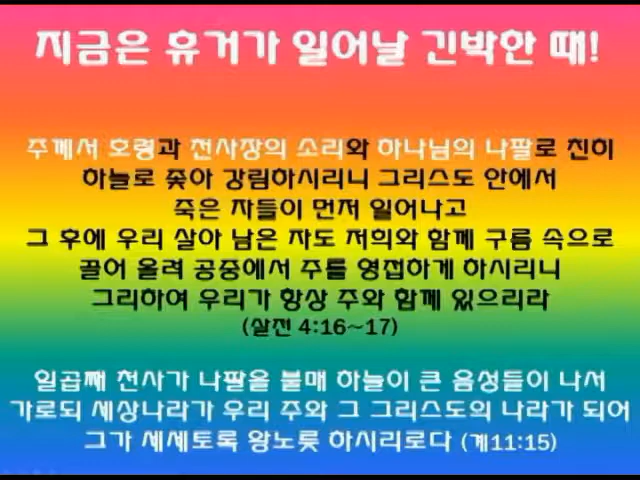 지금은 휴거가 일어날 긴박한 때!
주께서 호령과 천사장의 소리와 하나님의 나팔로 친히
하늘로 좇아 강림하시리니 그리스도 안에서
죽은 자들이 먼저 일어나고
그 후에 우리 살아 남은 자도 저희와 함께 구름 속으로
끌어 올려 공중에서 주를 영접하게 하시리니
그리하여 우리가 항상 주와 함께 있으리라
(살전 4:16~17)
일곱째 천사가 나팔을 불매 하늘이 큰 음성들이 나서
가로되 세상나라가 우리 주와 그 그리스도의 나라가 되어
그가 세세토록 왕노릇 하시리로다 (계11:15)